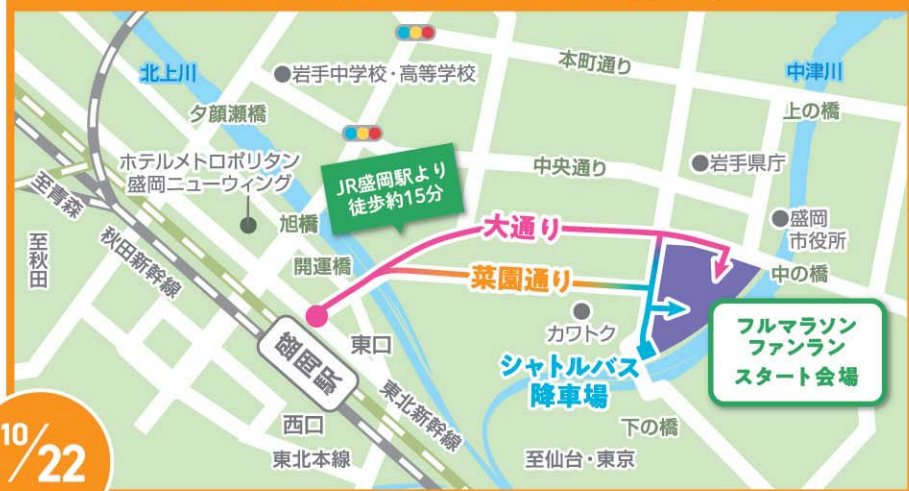 本町通り
北上川
岩手中学校・高等学校
中津川
夕顔瀬橋
上の橋
ホテルメトロポリタン
盛岡ニューウィング
JR盛岡駅より
徒歩約15分
中央通り
岩手県庁
至青森
旭橋
大通り
盛岡
市役所
至秋田
秋田新幹線
開運橋
菜園通り
中の橋
カワトク
フルマラソン
ファンラン
スタート会場
盛岡駅
東口
シャトルバス
降車場
西口
東北新幹線
下の橋
東北本線
至仙台・東京
10/22